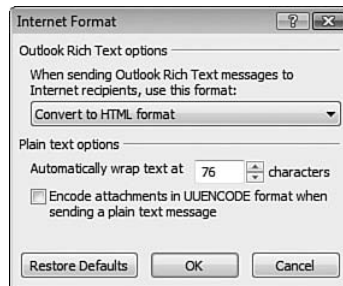 Internet Format
Outlook Rich Text options
When sending Outlook Rich Text messages to
Internet recipients, use this format:
Convert to HTML format
Plain text options
Automatically wrap text at 76 characters
Encode attachments in UUENCODE format when
sending a plain text message
Restore Defaults OK Cancel